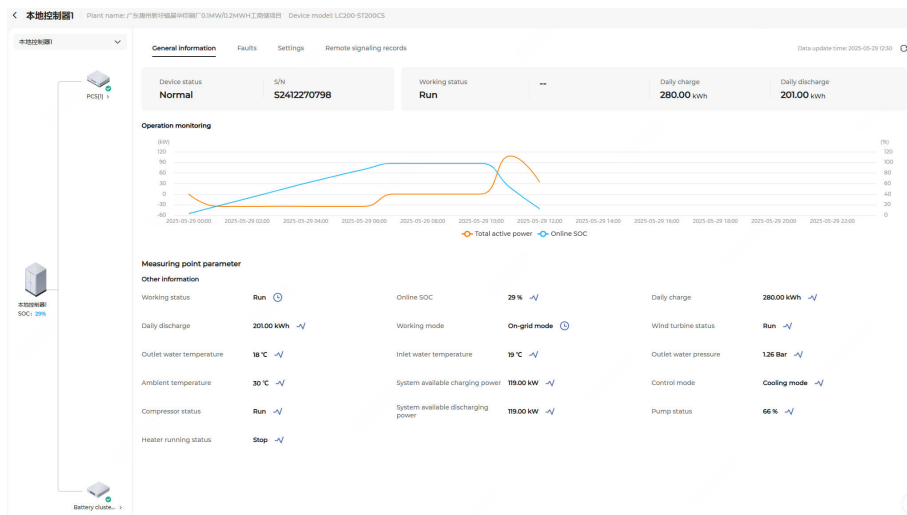 本地控制器1 Plant name: 广东惠州新圩镇晨华印刷厂0.1MW/0.2MWH工商储项目 Device model: LC200-ST200CS
本地控制器1
General information Faults Settings Remote signaling records Data update time: 2025-05-29 12:30
Device status S/N Working status -- Daily charge Daily discharge
Normal S2412270798 Run 280.00 kWh 201.00 kWh
PCS(1) >
Operation monitoring
(kW) (%)
120 120
90 100
60 80
30 60
0 40
-30 20
-60 0
2025-05-29 00:00 2025-05-29 02:00 2025-05-29 04:00 2025-05-29 06:00 2025-05-29 08:00 2025-05-29 10:00 2025-05-29 12:00 2025-05-29 14:00 2025-05-29 16:00 2025-05-29 18:00 2025-05-29 20:00 2025-05-29 22:00
Total active power Online SOC
Measuring point parameter
Other information
Working status Run Online SOC 29 % Daily charge 280.00 kWh
本地控制器1
SOC: 29%
Daily discharge 201.00 kWh Working mode On-grid mode Wind turbine status Run
Outlet water temperature 18 °C Inlet water temperature 19 °C Outlet water pressure 1.26 Bar
Ambient temperature 30 °C System available charging power 119.00 kW Control mode Cooling mode
Compressor status Run System available discharging power 119.00 kW Pump status 66 %
Heater running status Stop
Battery cluste... >